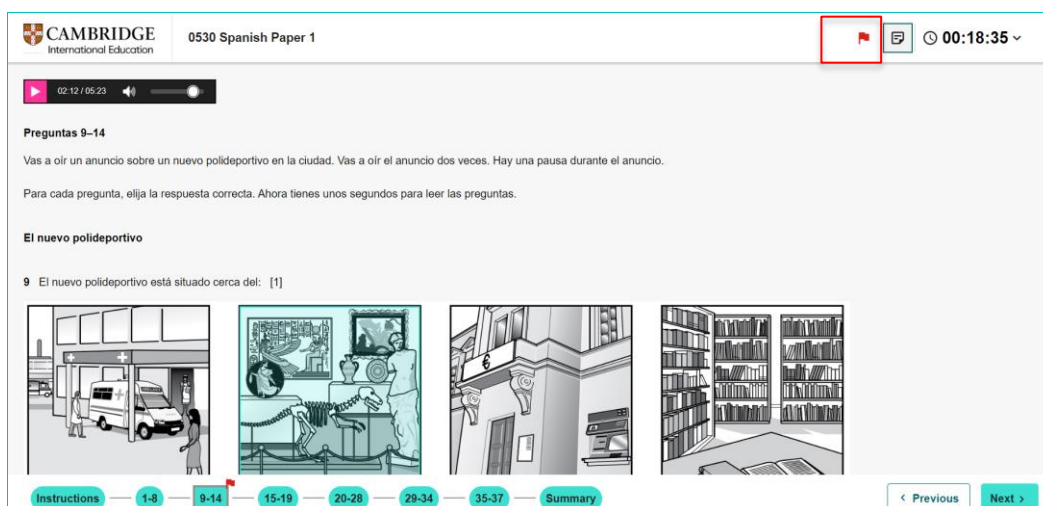 CAMBRIDGE
International Education
0530 Spanish Paper 1
00:18:35
02:12 / 05:23
Preguntas 9–14
Vas a oír un anuncio sobre un nuevo polideportivo en la ciudad. Vas a oír el anuncio dos veces. Hay una pausa durante el anuncio.
Para cada pregunta, elija la respuesta correcta. Ahora tienes unos segundos para leer las preguntas.
El nuevo polideportivo
9 El nuevo polideportivo está situado cerca del: [1]
€
Instructions 1-8 9-14 15-19 20-28 29-34 35-37 Summary
< Previous Next >